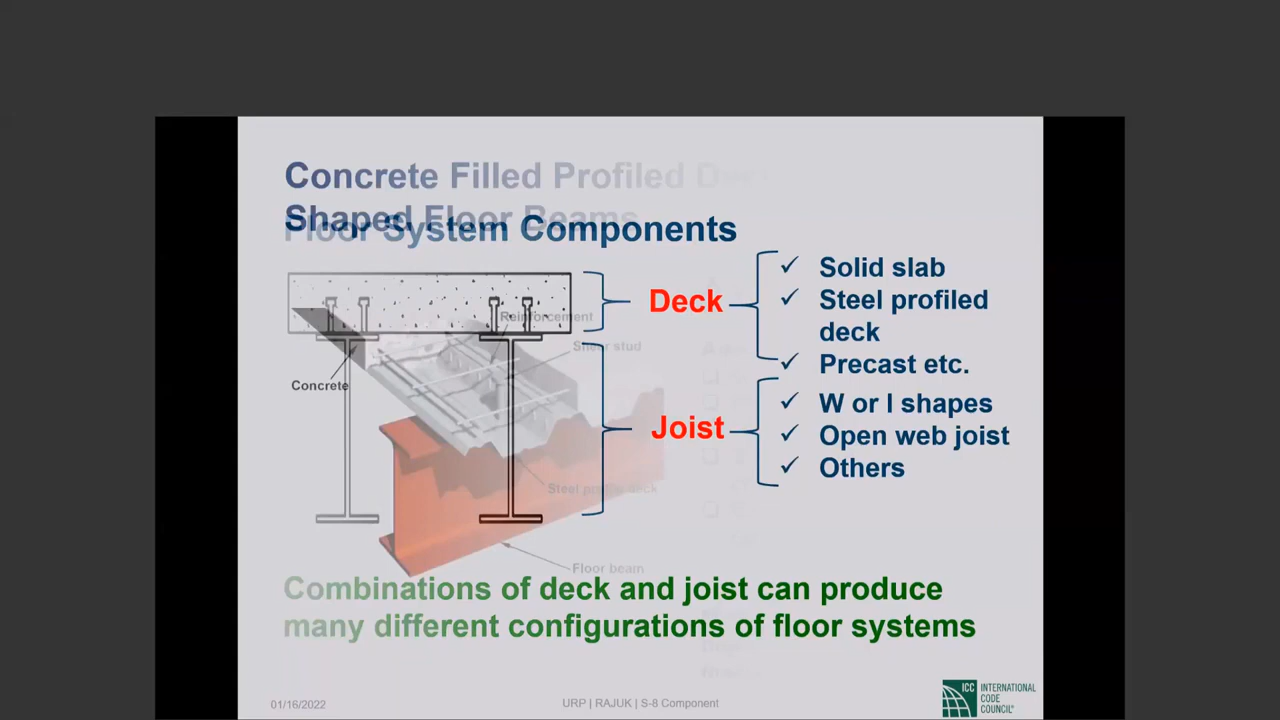 Concrete Filled Profiled Deck
Shaped Floor Beams
Floor System Components
Solid slab
Deck
Steel profiled
deck
Reinforcement
Shear stud
Precast etc.
Concrete
W or I shapes
Joist
Open web joist
Others
Steel profile deck
Floor beam
Combinations of deck and joist can produce
many different configurations of floor systems
01/16/2022
URP | RAJUK | S-8 Component
ICC INTERNATIONAL
CODE
COUNCIL